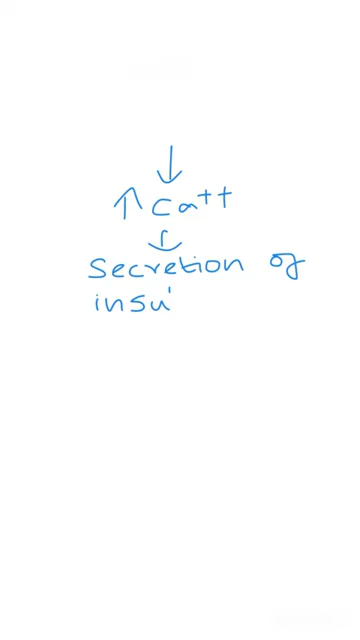 ↓
↑ Ca++
↓
Secretion of
insu